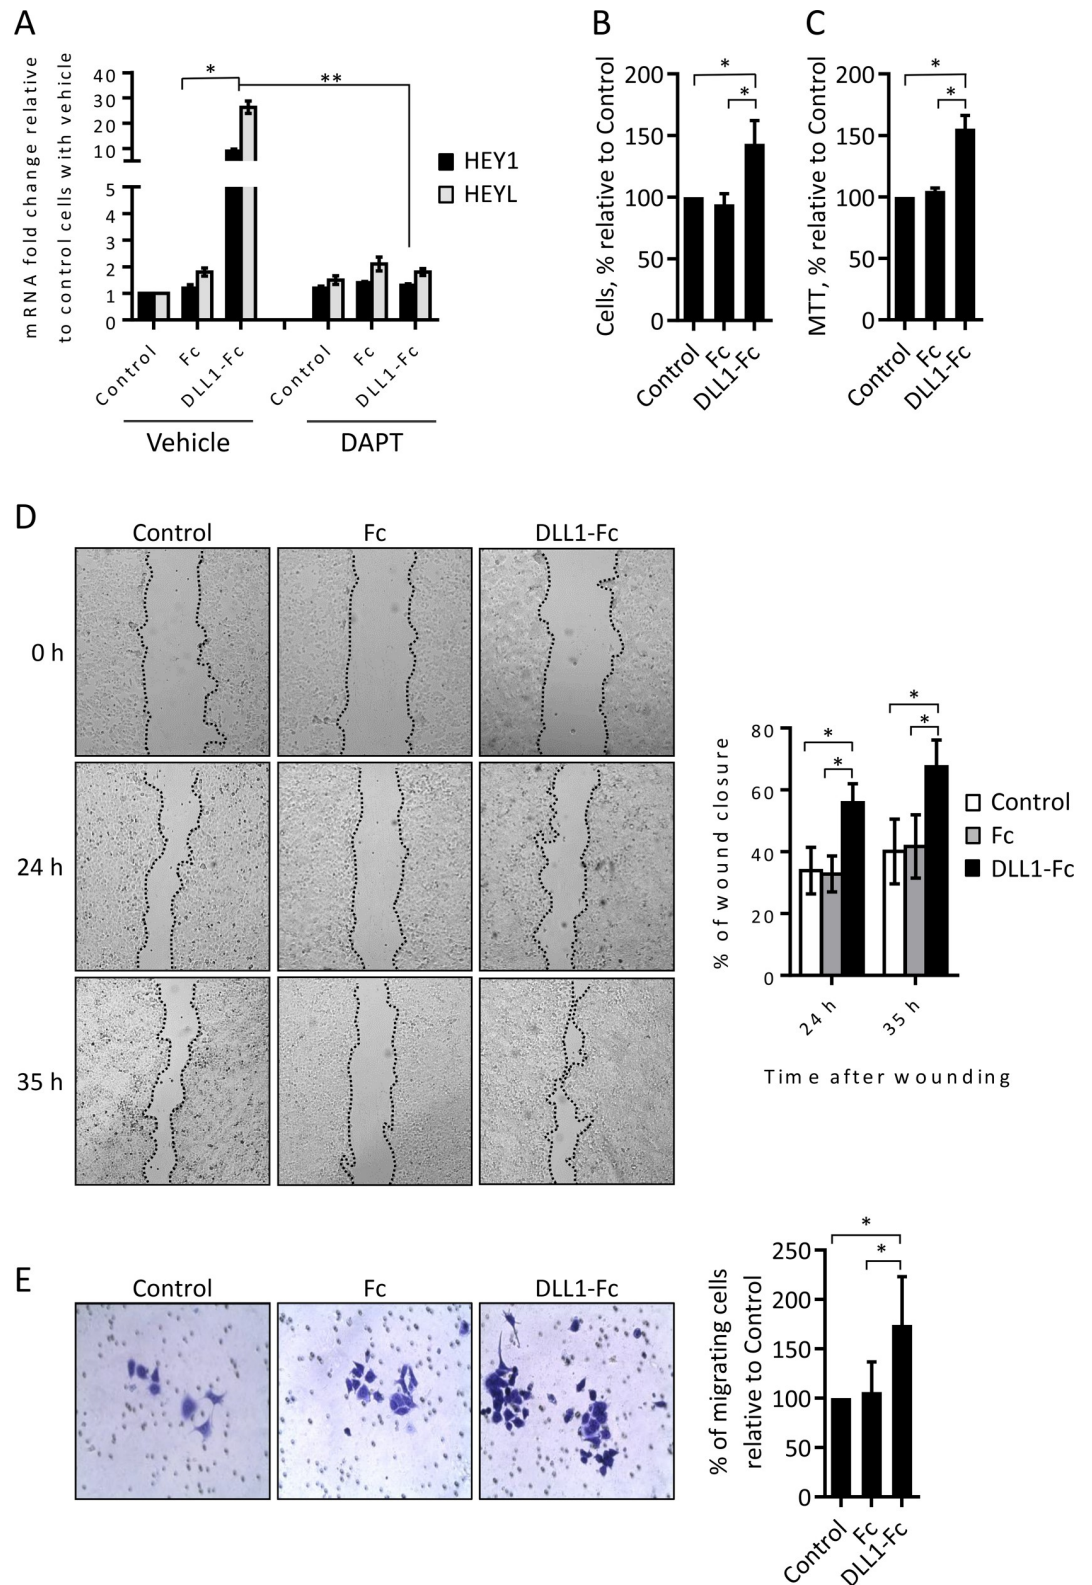 A
mRNA fold change relative
to control cells with vehicle
40
30
20
10
5
4
3
2
1
0
*
**
HEY1
HEYL
Control
Fc
DLL1-Fc
Control
Fc
DLL1-Fc
Vehicle
DAPT
B
Cells, % relative to Control
200
150
100
50
0
*
*
Control
Fc
DLL1-Fc
C
MTT, % relative to Control
200
150
100
50
0
*
*
Control
Fc
DLL1-Fc
D
Control
Fc
DLL1-Fc
0 h
24 h
35 h
% of wound closure
80
60
40
20
0
*
*
*
*
Control
Fc
DLL1-Fc
24 h
35 h
Time after wounding
E
Control
Fc
DLL1-Fc
% of migrating cells
relative to Control
250
200
150
100
50
0
*
*
Control
Fc
DLL1-Fc